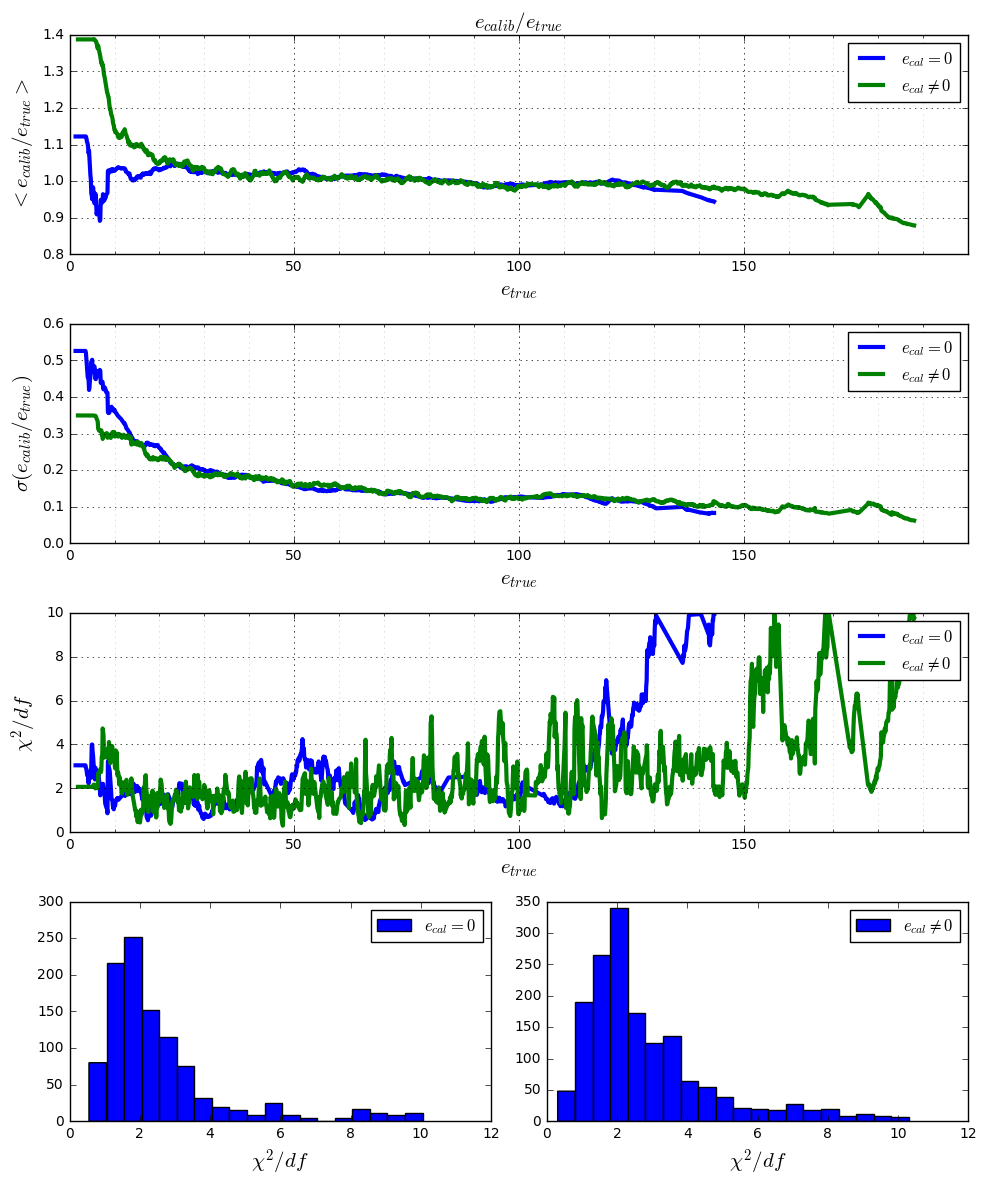 e_calib/e_true
< e_calib/e_true >
1.4
1.3
1.2
1.1
1.0
0.9
0.8
e_cal = 0
e_cal ≠ 0
0 50 100 150
e_true
σ(e_calib/e_true)
0.6
0.5
0.4
0.3
0.2
0.1
0.0
e_cal = 0
e_cal ≠ 0
0 50 100 150
e_true
χ²/df
10
8
6
4
2
0
e_cal = 0
e_cal ≠ 0
0 50 100 150
e_true
300
250
200
150
100
50
0
e_cal = 0
0 2 4 6 8 10 12
χ²/df
350
300
250
200
150
100
50
0
e_cal ≠ 0
0 2 4 6 8 10 12
χ²/df